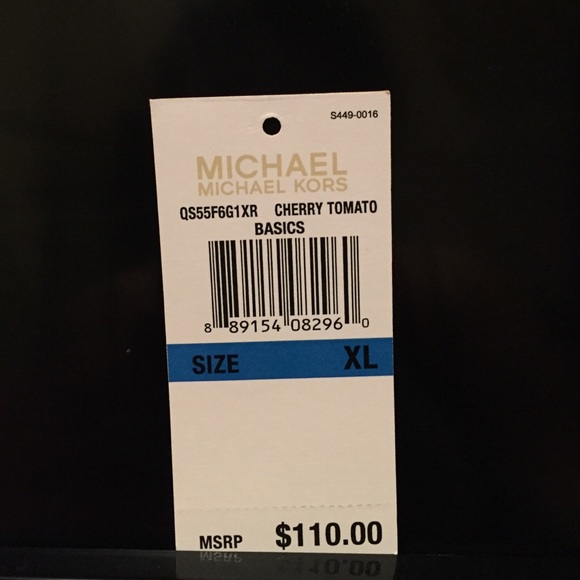 S449-0016
MICHAEL
MICHAEL KORS
QS55F6G1XR CHERRY TOMATO
BASICS
8 89154 08296 0
SIZE XL
MSRP $110.00